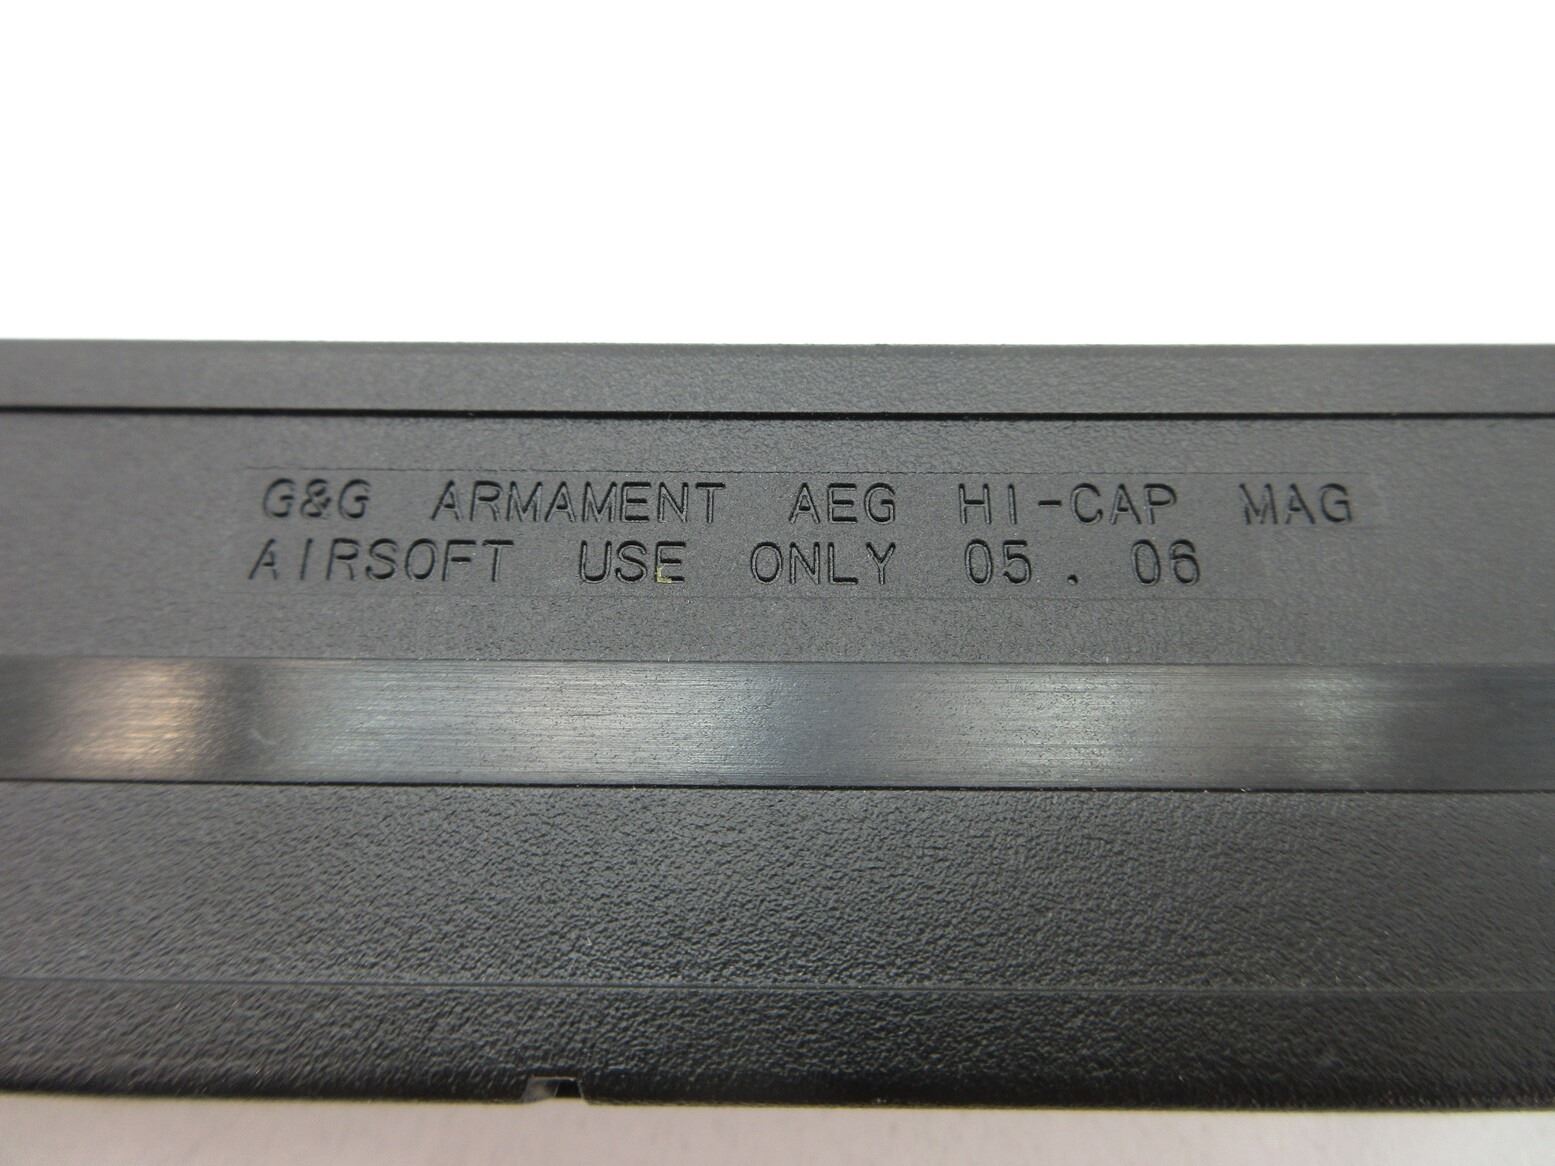 G&G ARMAMENT AEG HI-CAP MAG
AIRSOFT USE ONLY 05.06